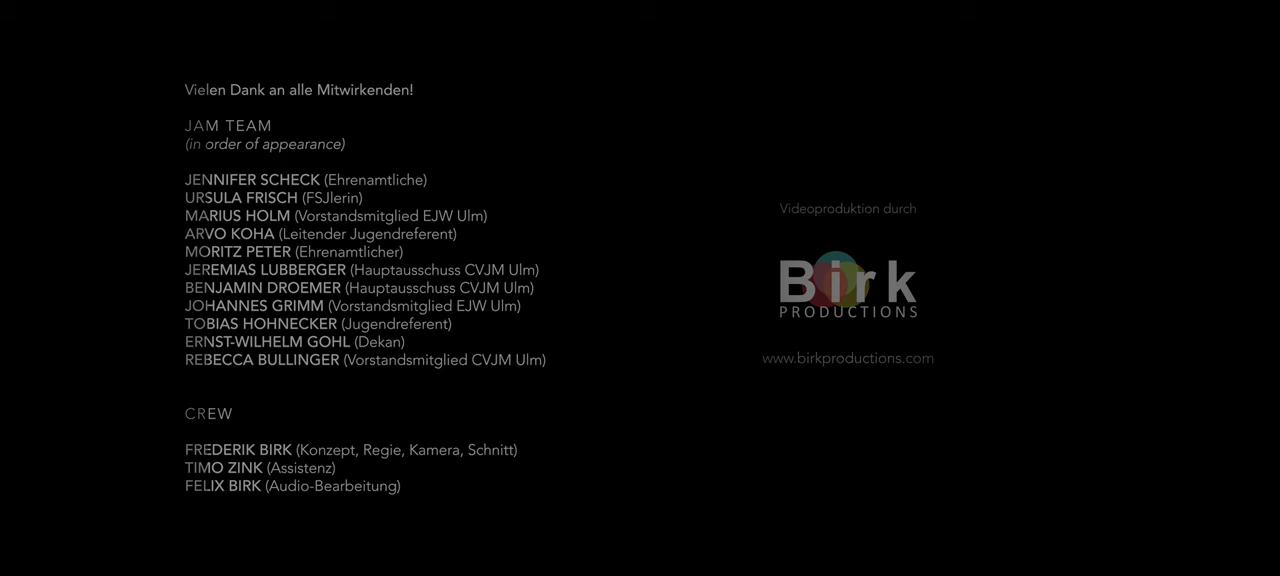 Vielen Dank an alle Mitwirkenden!
JAM TEAM
(in order of appearance)
JENNIFER SCHECK (Ehrenamtliche)
URSULA FRISCH (FSJlerin)
MARIUS HOLM (Vorstandsmitglied EJW Ulm)
ARVO KOHA (Leitender Jugendreferent)
MORITZ PETER (Ehrenamtlicher)
JEREMIAS LUBBERGER (Hauptausschuss CVJM Ulm)
BENJAMIN DROEMER (Hauptausschuss CVJM Ulm)
JOHANNES GRIMM (Vorstandsmitglied EJW Ulm)
TOBIAS HOHNECKER (Jugendreferent)
ERNST-WILHELM GOHL (Dekan)
REBECCA BULLINGER (Vorstandsmitglied CVJM Ulm)
CREW
FREDERIK BIRK (Konzept, Regie, Kamera, Schnitt)
TIMO ZINK (Assistenz)
FELIX BIRK (Audio-Bearbeitung)
Videoproduktion durch
Birk
PRODUCTIONS
www.birkproductions.com